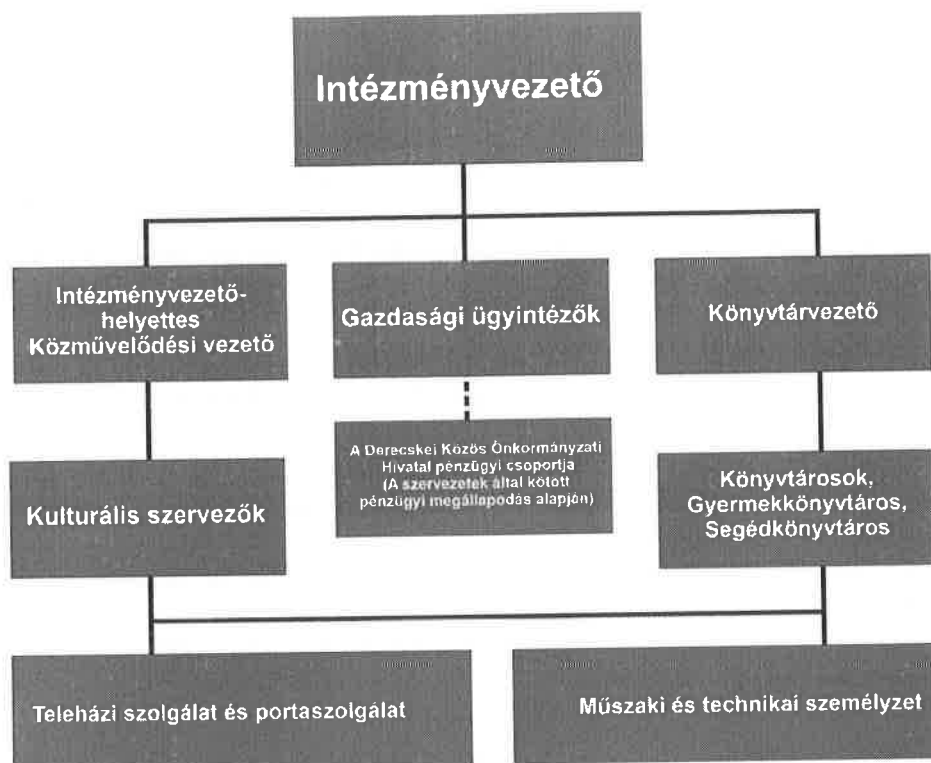 Intézményvezető
Intézményvezető-
helyettes
Közművelődési vezető
Gazdasági ügyintézők
Könyvtárvezető
A Derecskei Közös Önkormányzati
Hivatal pénzügyi csoportja
(A szervezetek által kötött
pénzügyi megállapodás alapján)
Kulturális szervezők
Könyvtárosok,
Gyermekkönyvtáros,
Segédkönyvtáros
Teleházi szolgálat és portaszolgálat
Műszaki és technikai személyzet